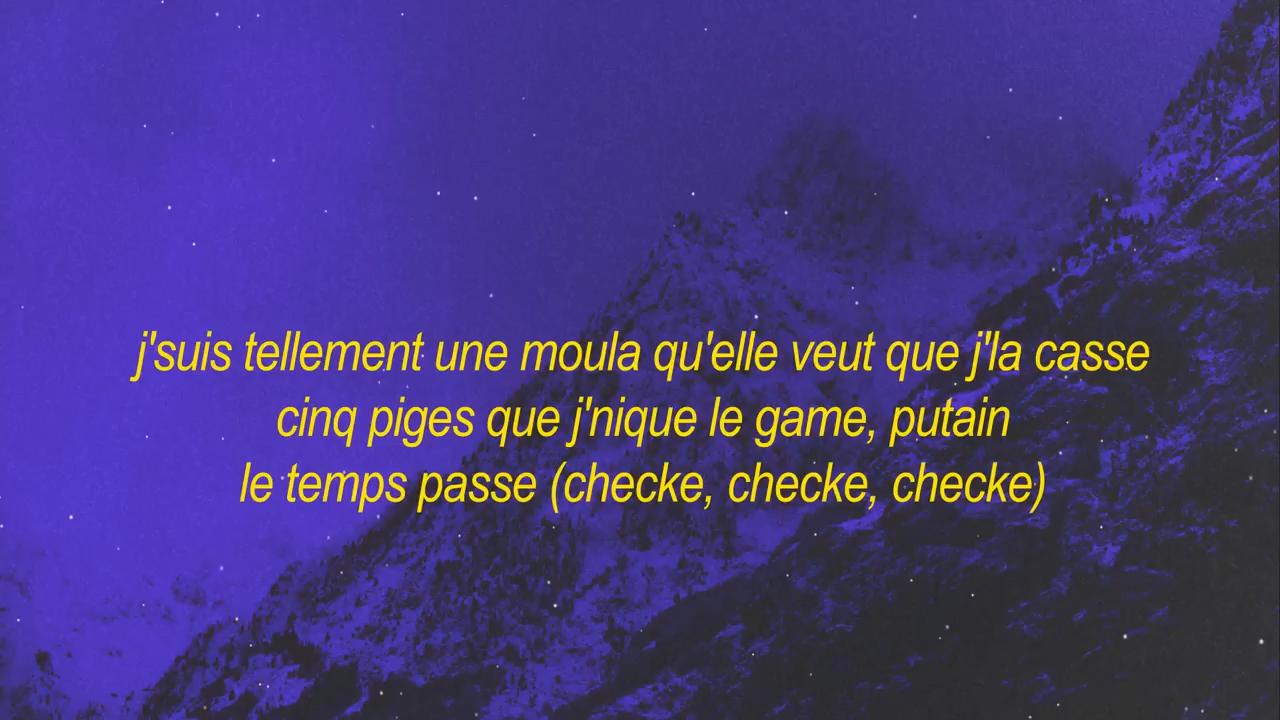 j'suis tellement une moula qu'elle veut que j'la casse
cinq piges que j'nique le game, putain
le temps passe (checke, checke, checke)